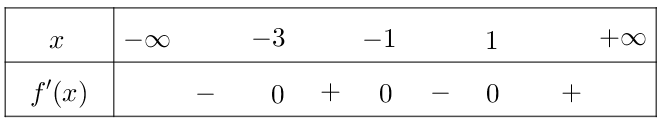 x −∞ −3 −1 1 +∞
f′(x) − 0 + 0 − 0 +